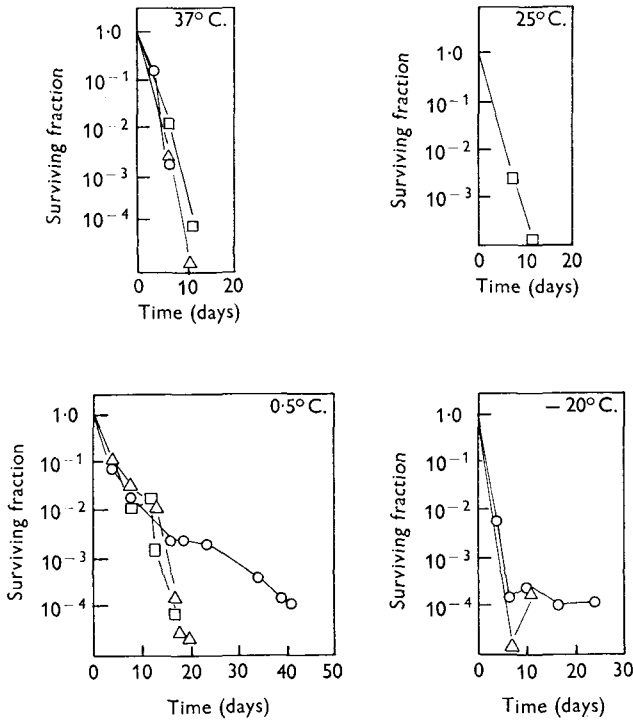 37° C.
1·0
10⁻¹
10⁻²
10⁻³
10⁻⁴
Surviving fraction
0 10 20
Time (days)
25° C.
1·0
10⁻¹
10⁻²
10⁻³
Surviving fraction
0 10 20
Time (days)
0·5° C.
1·0
10⁻¹
10⁻²
10⁻³
10⁻⁴
Surviving fraction
0 10 20 30 40 50
Time (days)
− 20° C.
1·0
10⁻¹
10⁻²
10⁻³
10⁻⁴
Surviving fraction
0 10 20 30
Time (days)